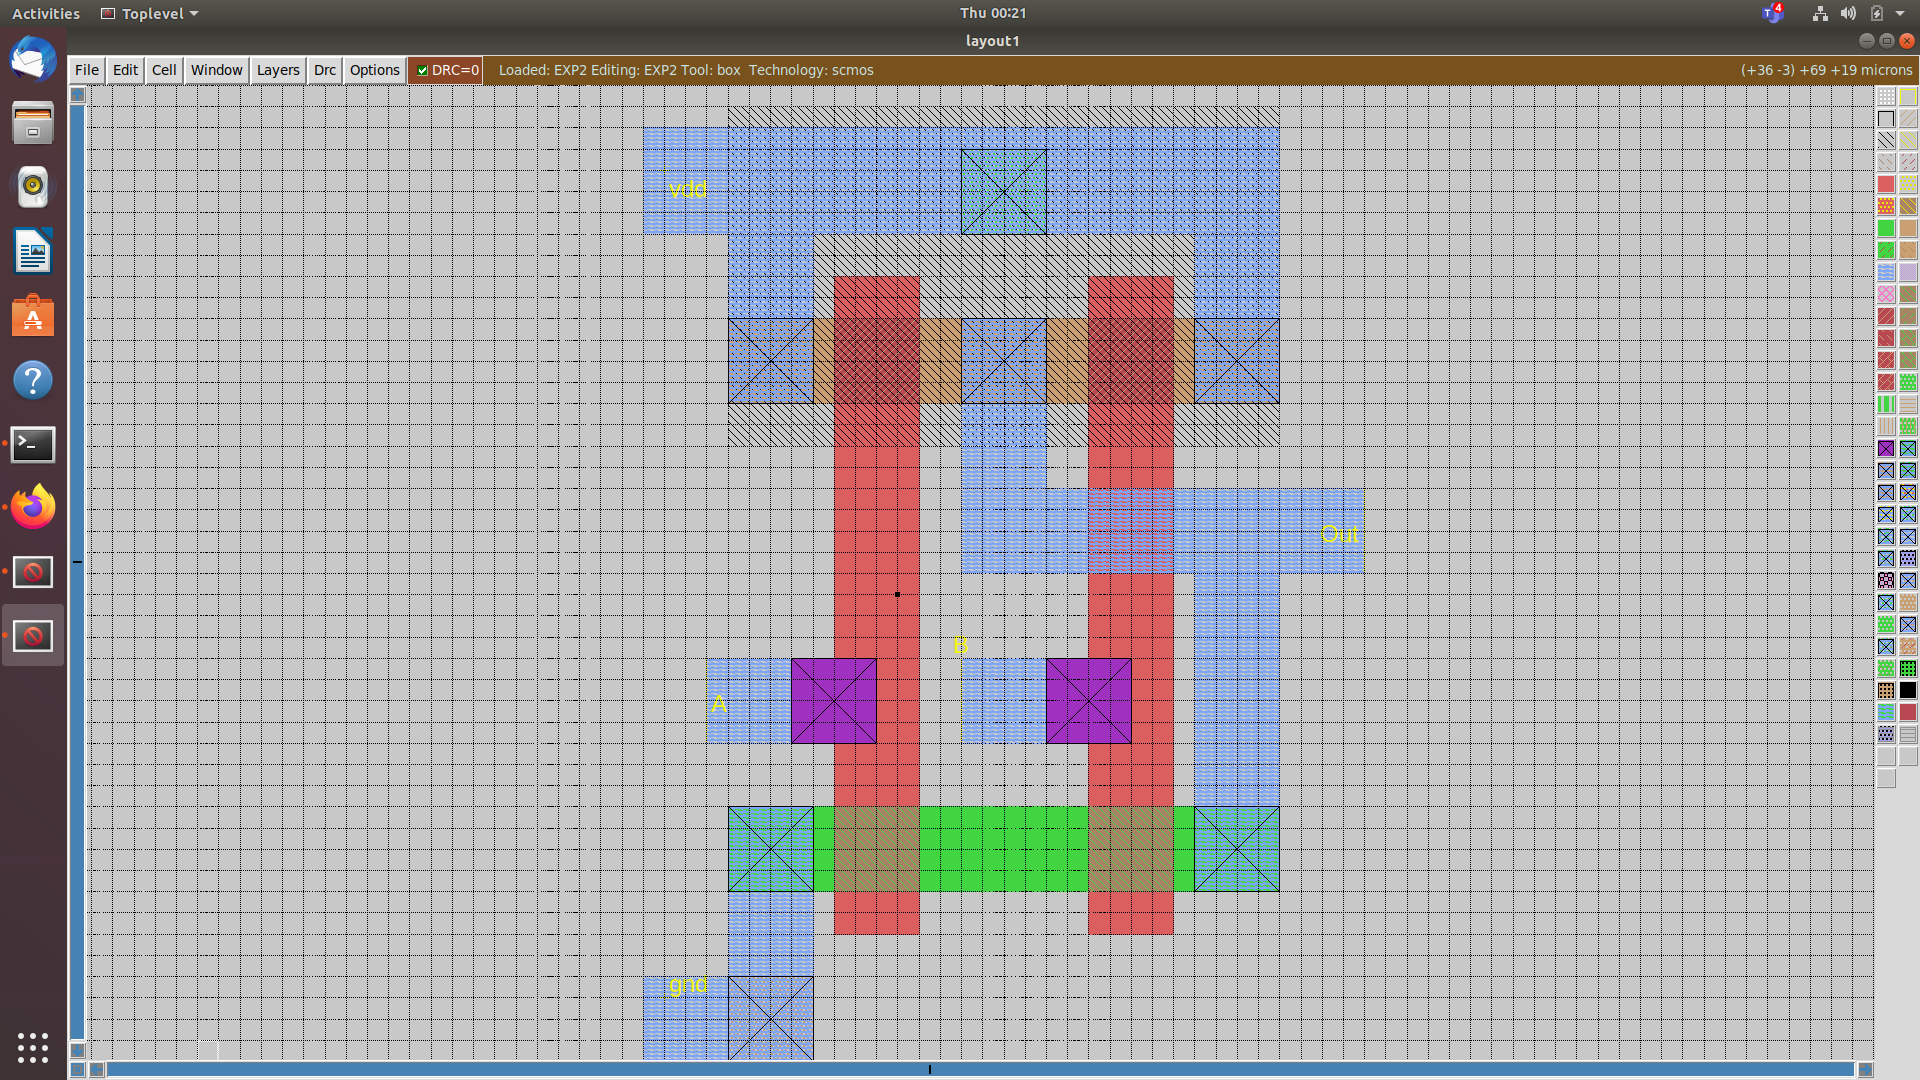 Activities Toplevel Thu 00:21 4
layout1
File Edit Cell Window Layers Drc Options DRC=0 Loaded: EXP2 Editing: EXP2 Tool: box Technology: scmos (+36 -3) +69 +19 microns
vdd
Out
B
A
gnd